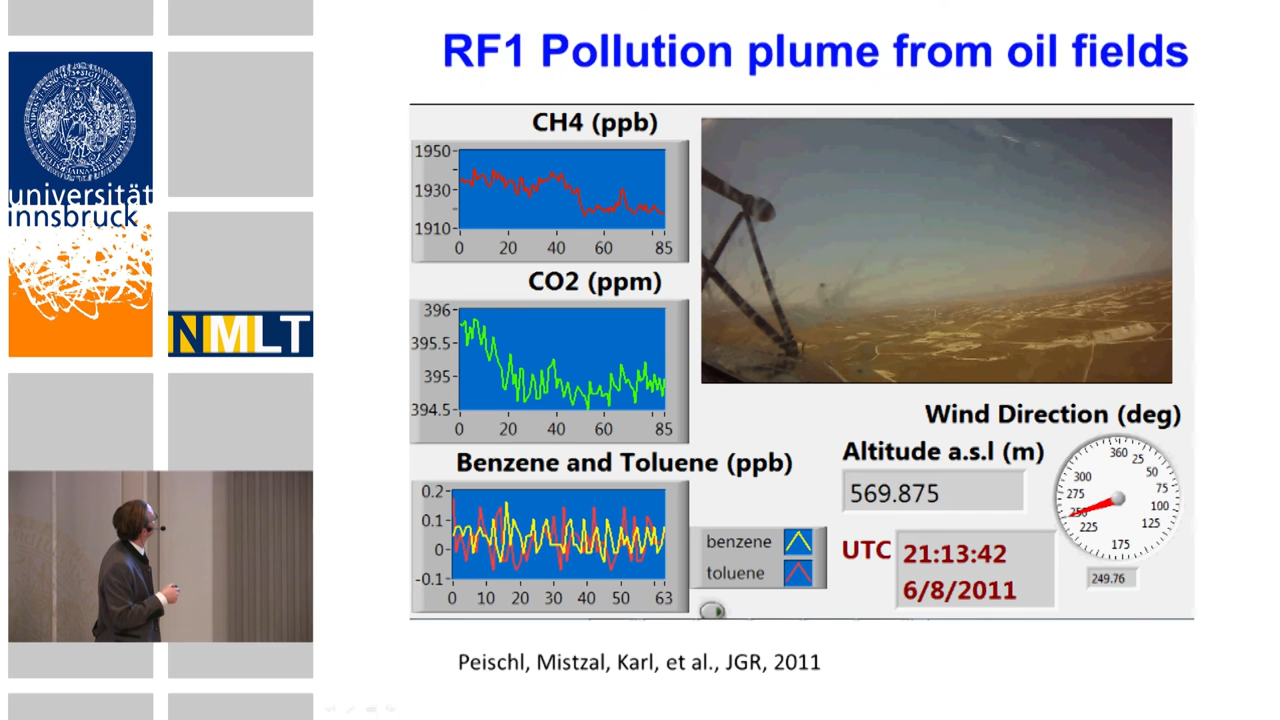 RF1 Pollution plume from oil fields
universität
innsbruck
NMLT
CH4 (ppb)
1950
1930
1910
0 20 40 60 85
CO2 (ppm)
396
395.5
395
394.5
0 20 40 60 85
Benzene and Toluene (ppb)
0.2
0.1
0
-0.1
0 10 20 30 40 50 63
benzene
toluene
Wind Direction (deg)
Altitude a.s.l (m)
569.875
UTC
21:13:42
6/8/2011
360
25
50
75
100
125
175
225
250
275
300
249.76
Peischl, Mistzal, Karl, et al., JGR, 2011